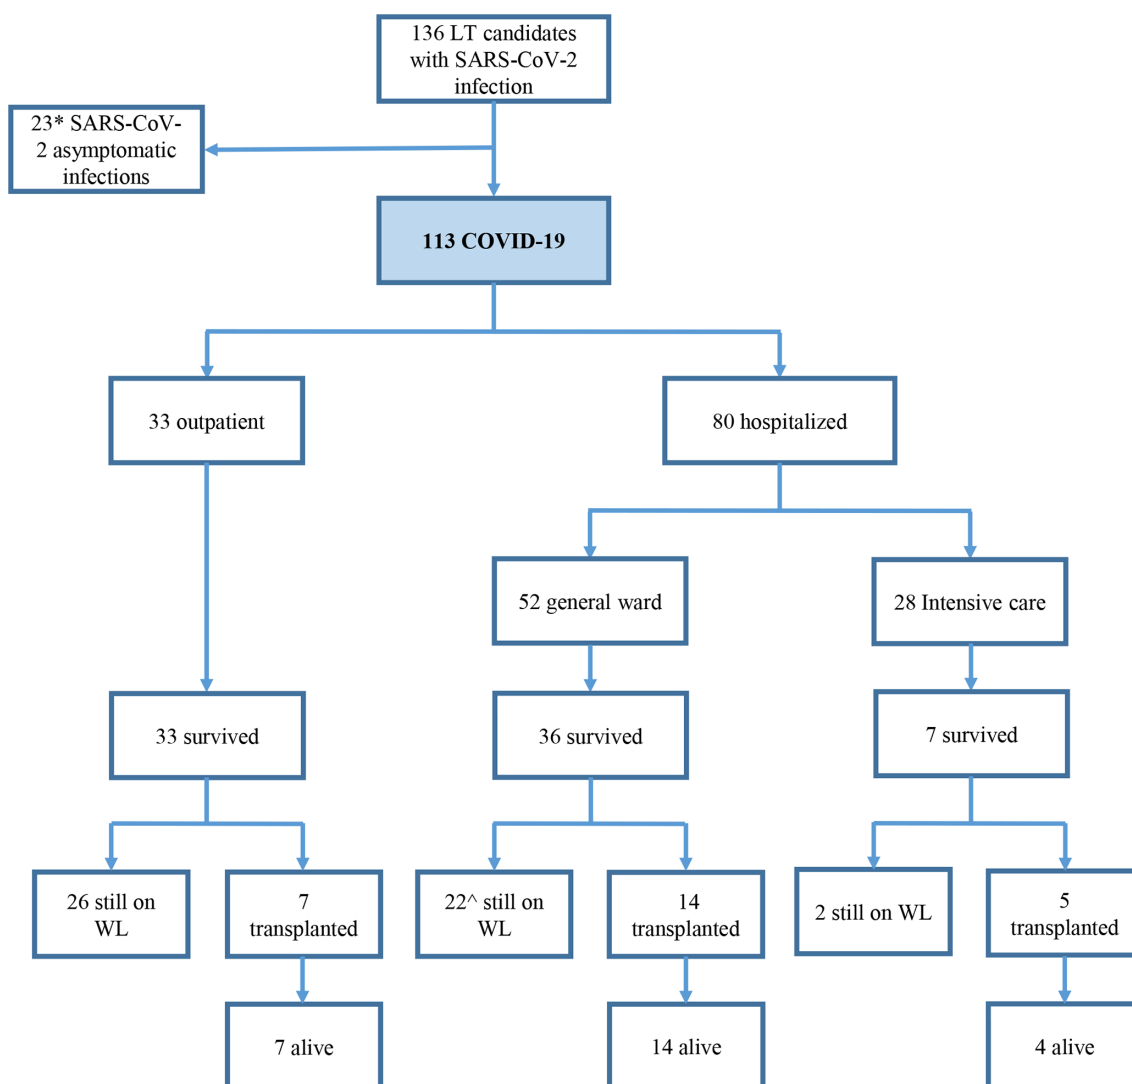 136 LT candidates
with SARS-CoV-2
infection
23* SARS-CoV-
2 asymptomatic
infections
113 COVID-19
33 outpatient
80 hospitalized
52 general ward
28 Intensive care
33 survived
36 survived
7 survived
26 still on
WL
7
transplanted
22^ still on
WL
14
transplanted
2 still on WL
5
transplanted
7 alive
14 alive
4 alive